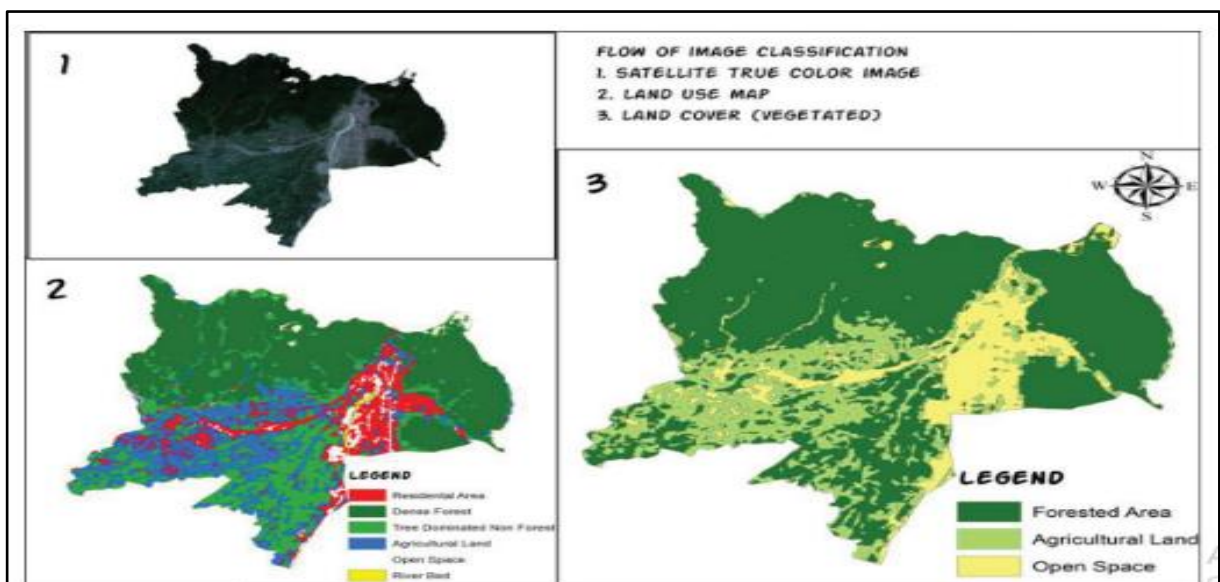 1
FLOW OF IMAGE CLASSIFICATION
1. SATELLITE TRUE COLOR IMAGE
2. LAND USE MAP
3. LAND COVER (VEGETATED)
2
LEGEND
Residential Area
Dense Forest
Tree Dominated Non Forest
Agricultural Land
Open Space
River Bed
3
N
W E
S
LEGEND
Forested Area
Agricultural Land
Open Space